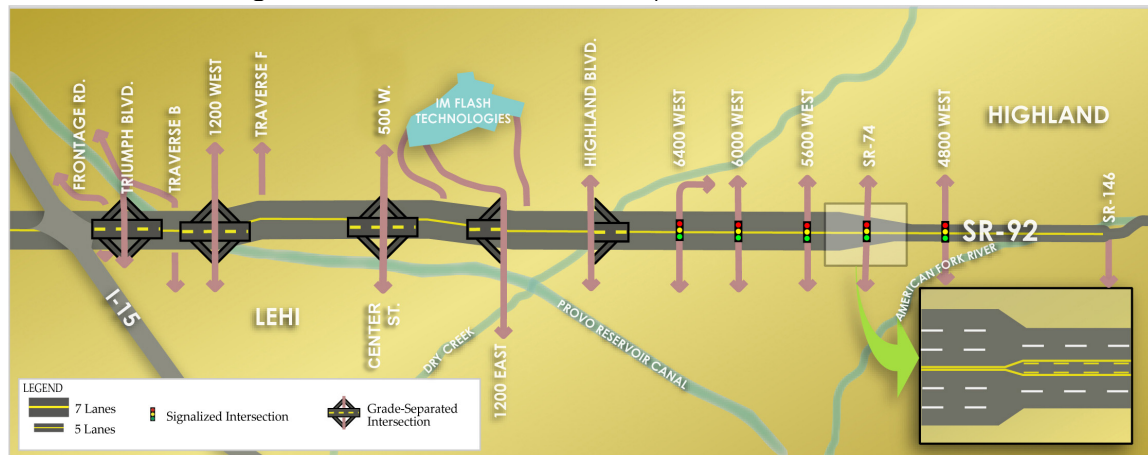 FRONTAGE RD.
TRIUMPH BLVD.
TRAVERSE B
1200 WEST
TRAVERSE F
500 W.
IM FLASH
TECHNOLOGIES
HIGHLAND BLVD.
6400 WEST
6000 WEST
5600 WEST
SR-74
4800 WEST
HIGHLAND
SR-146
SR-92
I-15
LEHI
CENTER
ST.
DRY CREEK
1200 EAST
PROVO RESERVOIR CANAL
AMERICAN FORK RIVER
LEGEND
7 Lanes
5 Lanes
Signalized Intersection
Grade-Separated
Intersection